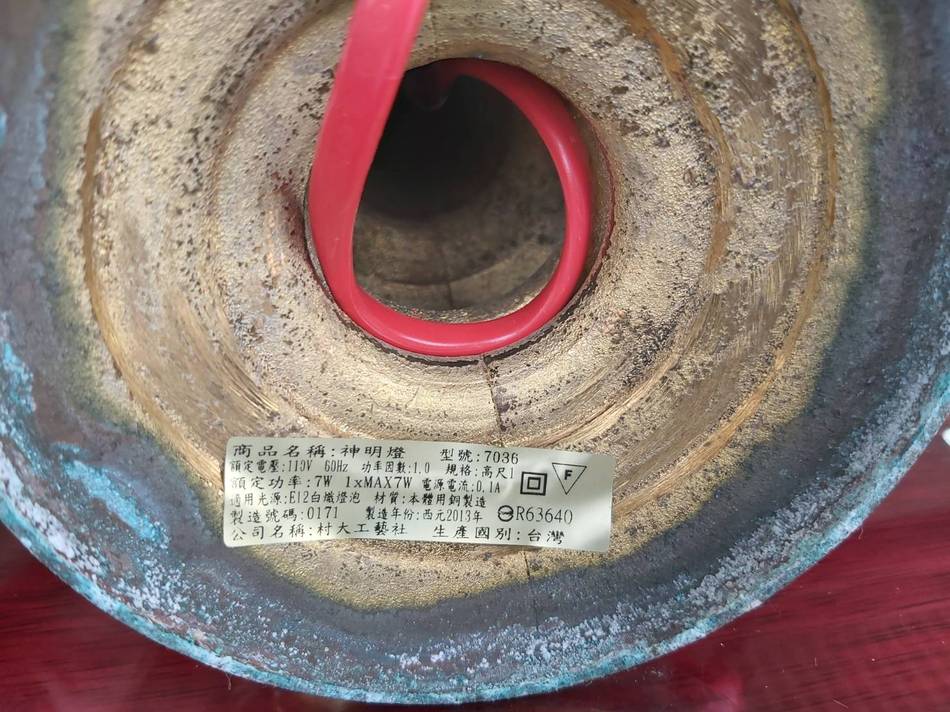 商品名稱:神明燈 型號:7036
額定電壓:110V 60Hz 功率因數:1.0 規格:高尺1
額定功率:7W 1xMAX7W 電源電流:0.1A
適用光源:E12白熾燈泡 材質:本體用銅製造
製造號碼:0171 製造年份:西元2013年 R63640
公司名稱:村大工藝社 生產國別:台灣
F